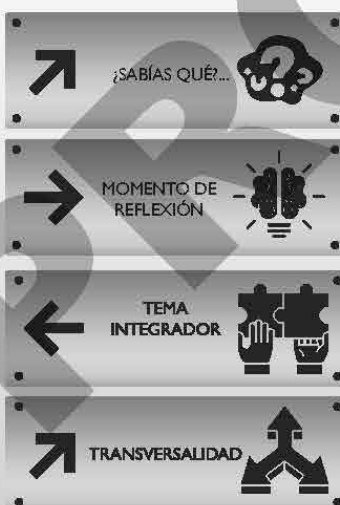 ¿SABÍAS QUÉ?...
MOMENTO DE
REFLEXIÓN
TEMA
INTEGRADOR
TRANSVERSALIDAD